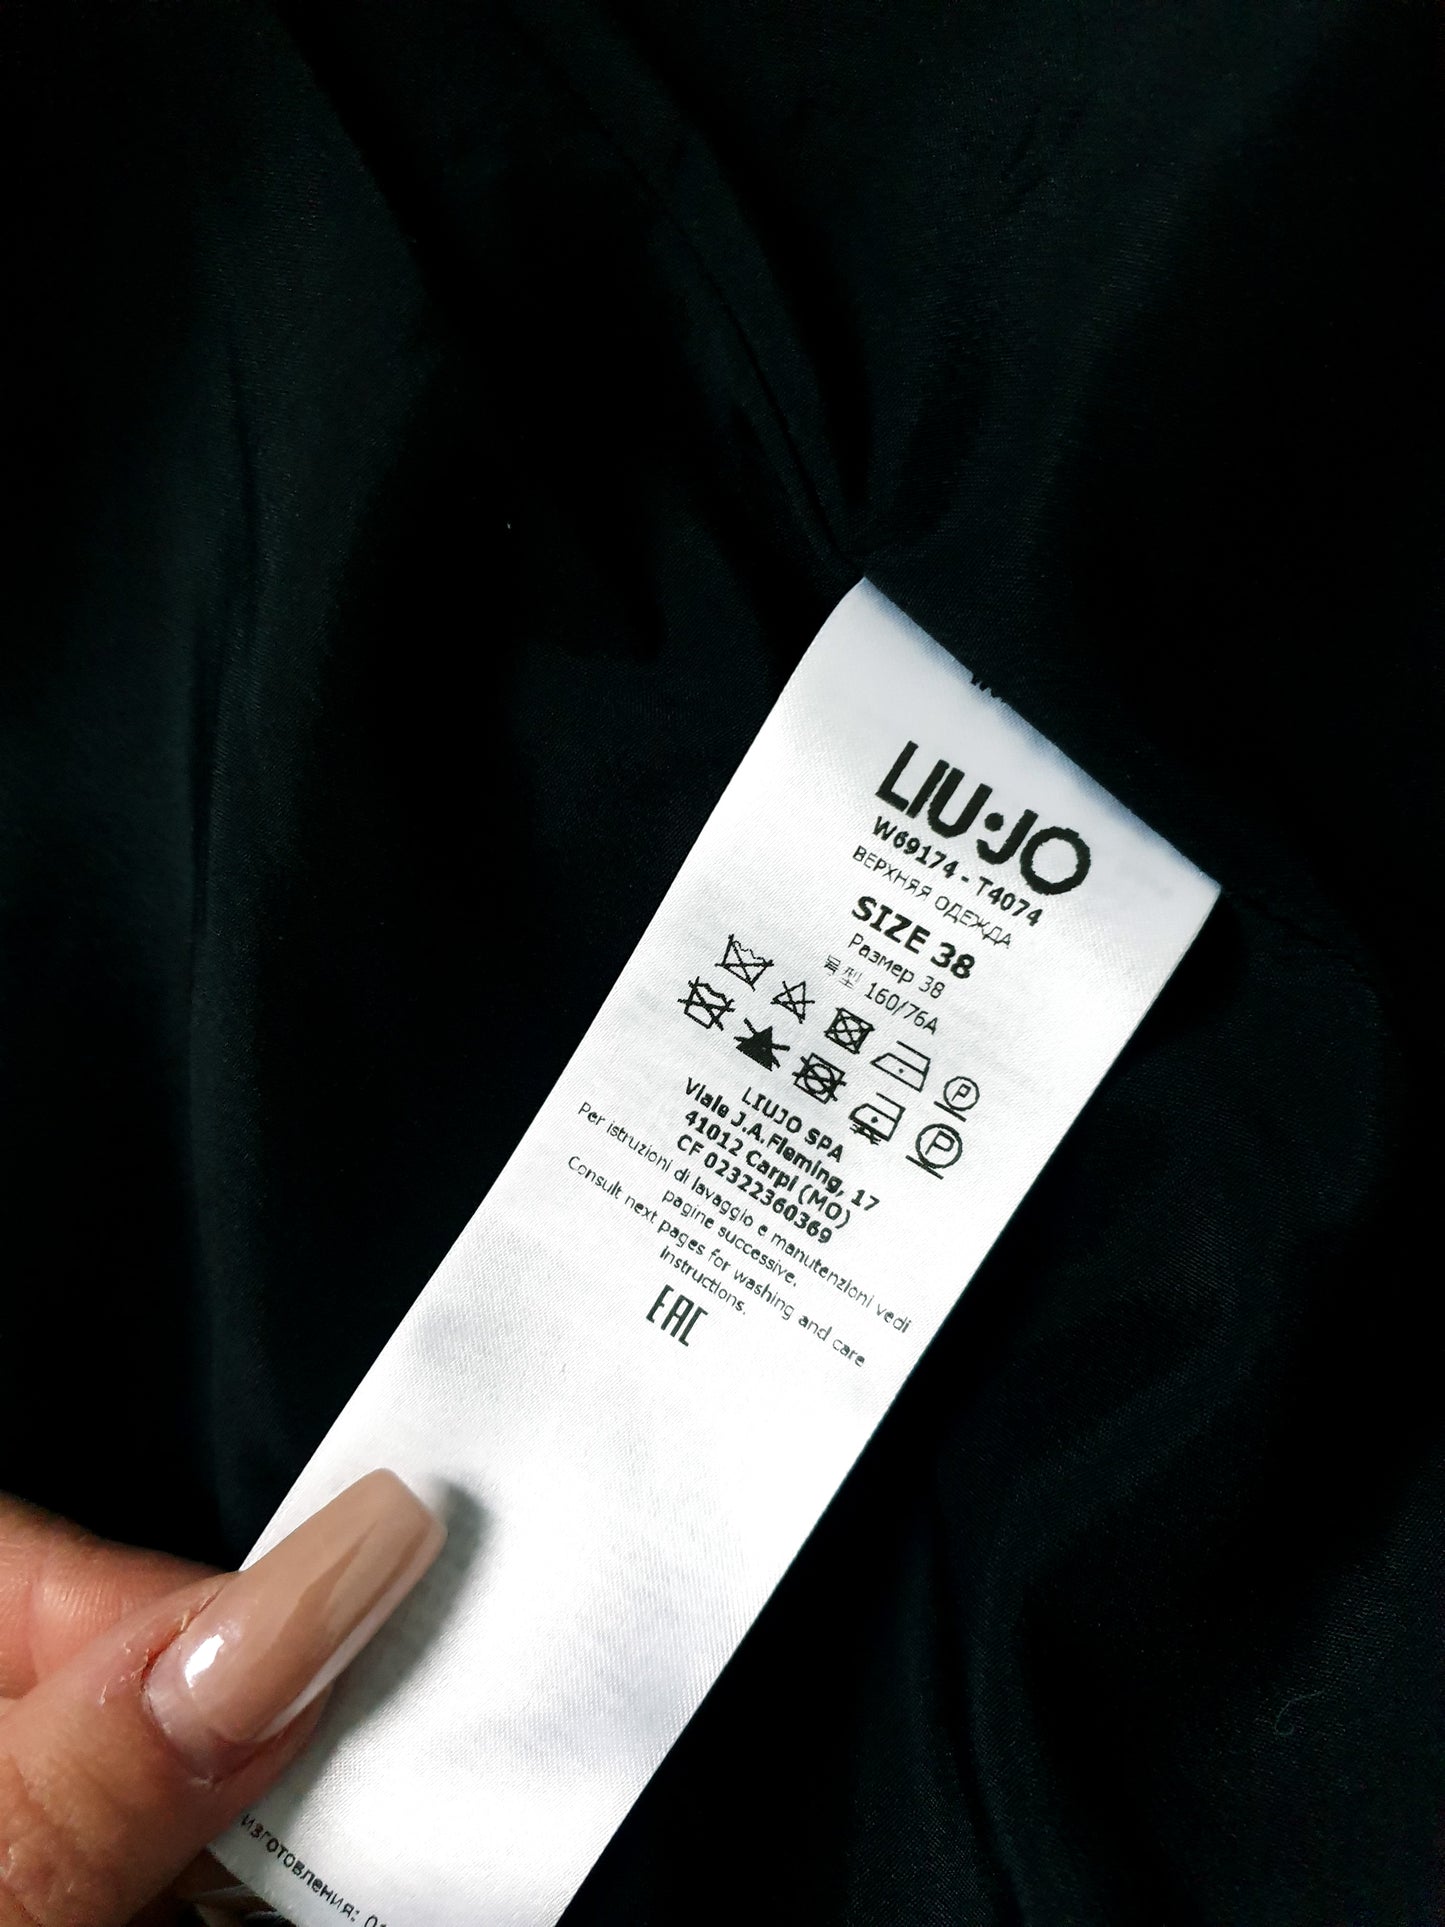 LIU·JO
W69174 - T4074
ВЕРХНЯЯ ОДЕЖДА
SIZE 38
Размер 38
号型 160/76A
P
P
LIUJO SPA
Viale J.A.Fleming, 17
41012 Carpi (MO)
CF 02322360369
Per istruzioni di lavaggio e manutenzioni vedi
pagine successive.
Consult next pages for washing and care
instructions.
EAC
изготовления: